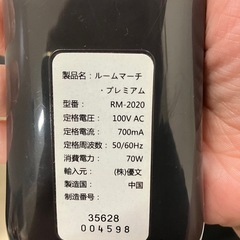 製品名：ルームマーチ
・プレミアム
型番： RM-2020
定格電圧： 100V AC
定格電流： 700mA
定格周波数： 50/60Hz
消費電力： 70W
輸入元： (株)優文
製造国： 中国
製造番号：
35628
004598